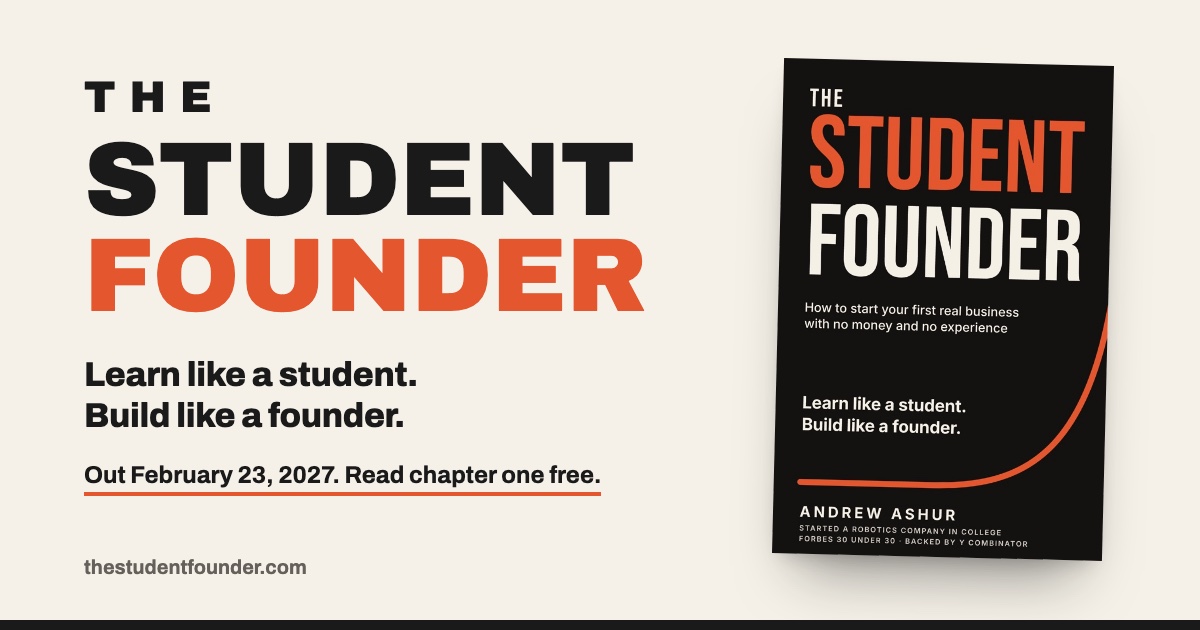 THE
STUDENT
FOUNDER
Learn like a student.
Build like a founder.
Out February 23, 2027. Read chapter one free.
thestudentfounder.com
THE
STUDENT
FOUNDER
How to start your first real business
with no money and no experience
Learn like a student.
Build like a founder.
ANDREW ASHUR
STARTED A ROBOTICS COMPANY IN COLLEGE
FORBES 30 UNDER 30 · BACKED BY Y COMBINATOR